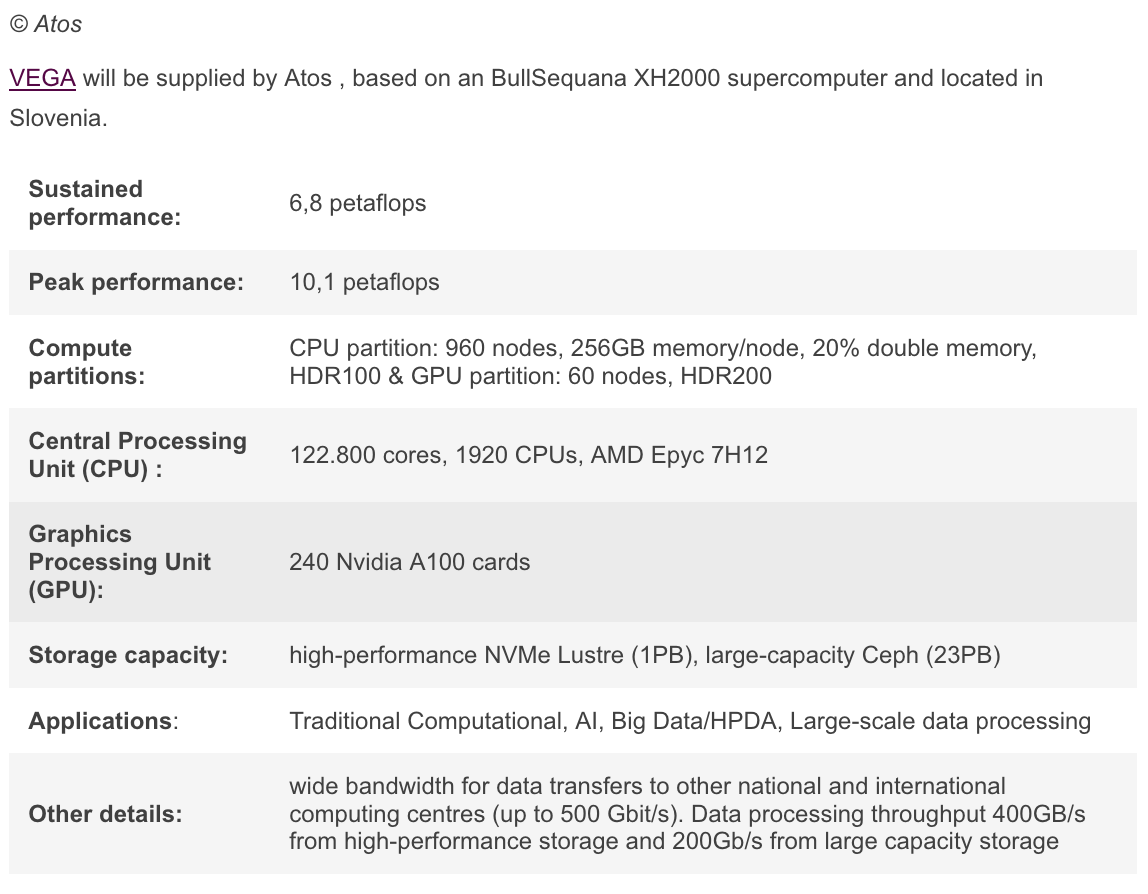 © Atos
VEGA will be supplied by Atos , based on an BullSequana XH2000 supercomputer and located in
Slovenia.
Sustained
performance:
6,8 petaflops
Peak performance:
10,1 petaflops
Compute
partitions:
CPU partition: 960 nodes, 256GB memory/node, 20% double memory,
HDR100 & GPU partition: 60 nodes, HDR200
Central Processing
Unit (CPU) :
122.800 cores, 1920 CPUs, AMD Epyc 7H12
Graphics
Processing Unit
(GPU):
240 Nvidia A100 cards
Storage capacity:
high-performance NVMe Lustre (1PB), large-capacity Ceph (23PB)
Applications:
Traditional Computational, AI, Big Data/HPDA, Large-scale data processing
Other details:
wide bandwidth for data transfers to other national and international
computing centres (up to 500 Gbit/s). Data processing throughput 400GB/s
from high-performance storage and 200Gb/s from large capacity storage